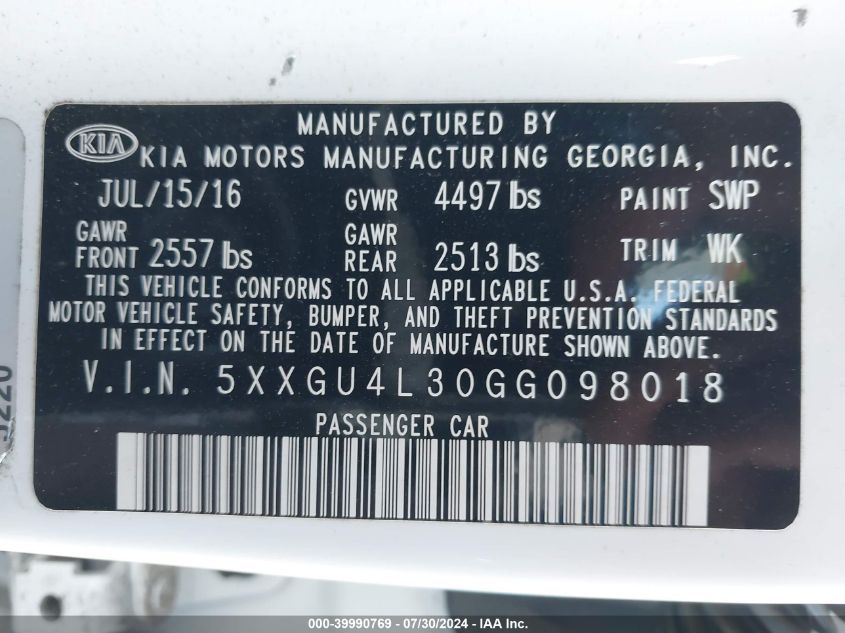 MANUFACTURED BY
KIA KIA MOTORS MANUFACTURING GEORGIA, INC.
JUL/15/16 GVWR 4497 lbs PAINT SWP
GAWR FRONT 2557 lbs GAWR REAR 2513 lbs TRIM WK
THIS VEHICLE CONFORMS TO ALL APPLICABLE U.S.A. FEDERAL
MOTOR VEHICLE SAFETY, BUMPER, AND THEFT PREVENTION STANDARDS
IN EFFECT ON THE DATE OF MANUFACTURE SHOWN ABOVE.
V.I.N. 5XXGU4L30GG098018
PASSENGER CAR
000-39990769 / 07/30/2024 / IAA Inc.